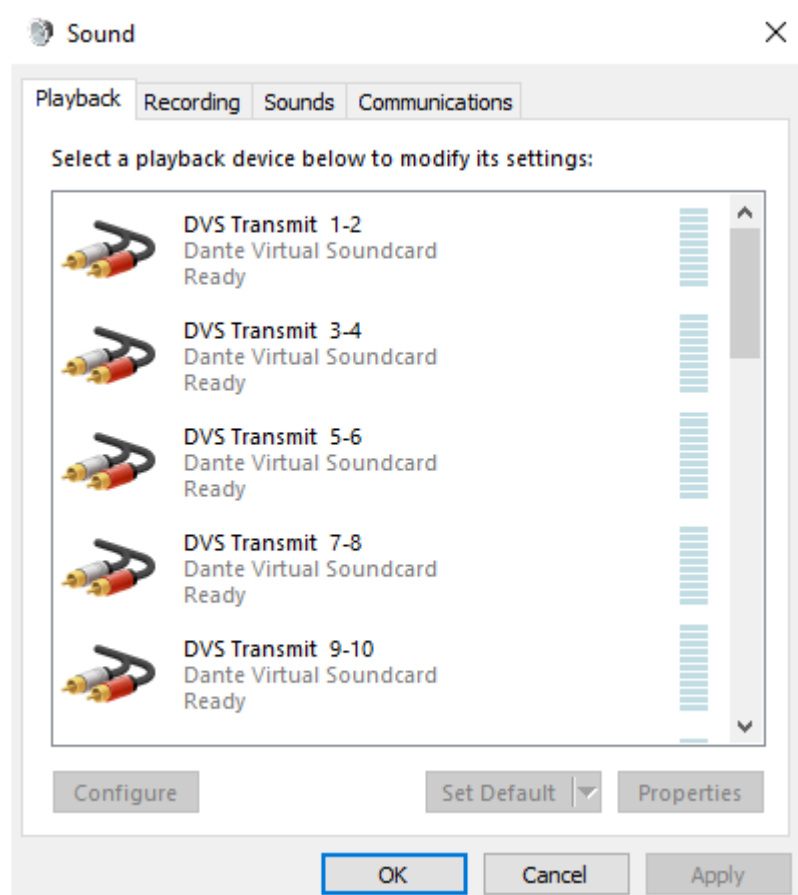 Sound
Playback Recording Sounds Communications
Select a playback device below to modify its settings:
DVS Transmit 1-2
Dante Virtual Soundcard
Ready
DVS Transmit 3-4
Dante Virtual Soundcard
Ready
DVS Transmit 5-6
Dante Virtual Soundcard
Ready
DVS Transmit 7-8
Dante Virtual Soundcard
Ready
DVS Transmit 9-10
Dante Virtual Soundcard
Ready
Configure Set Default Properties
OK Cancel Apply